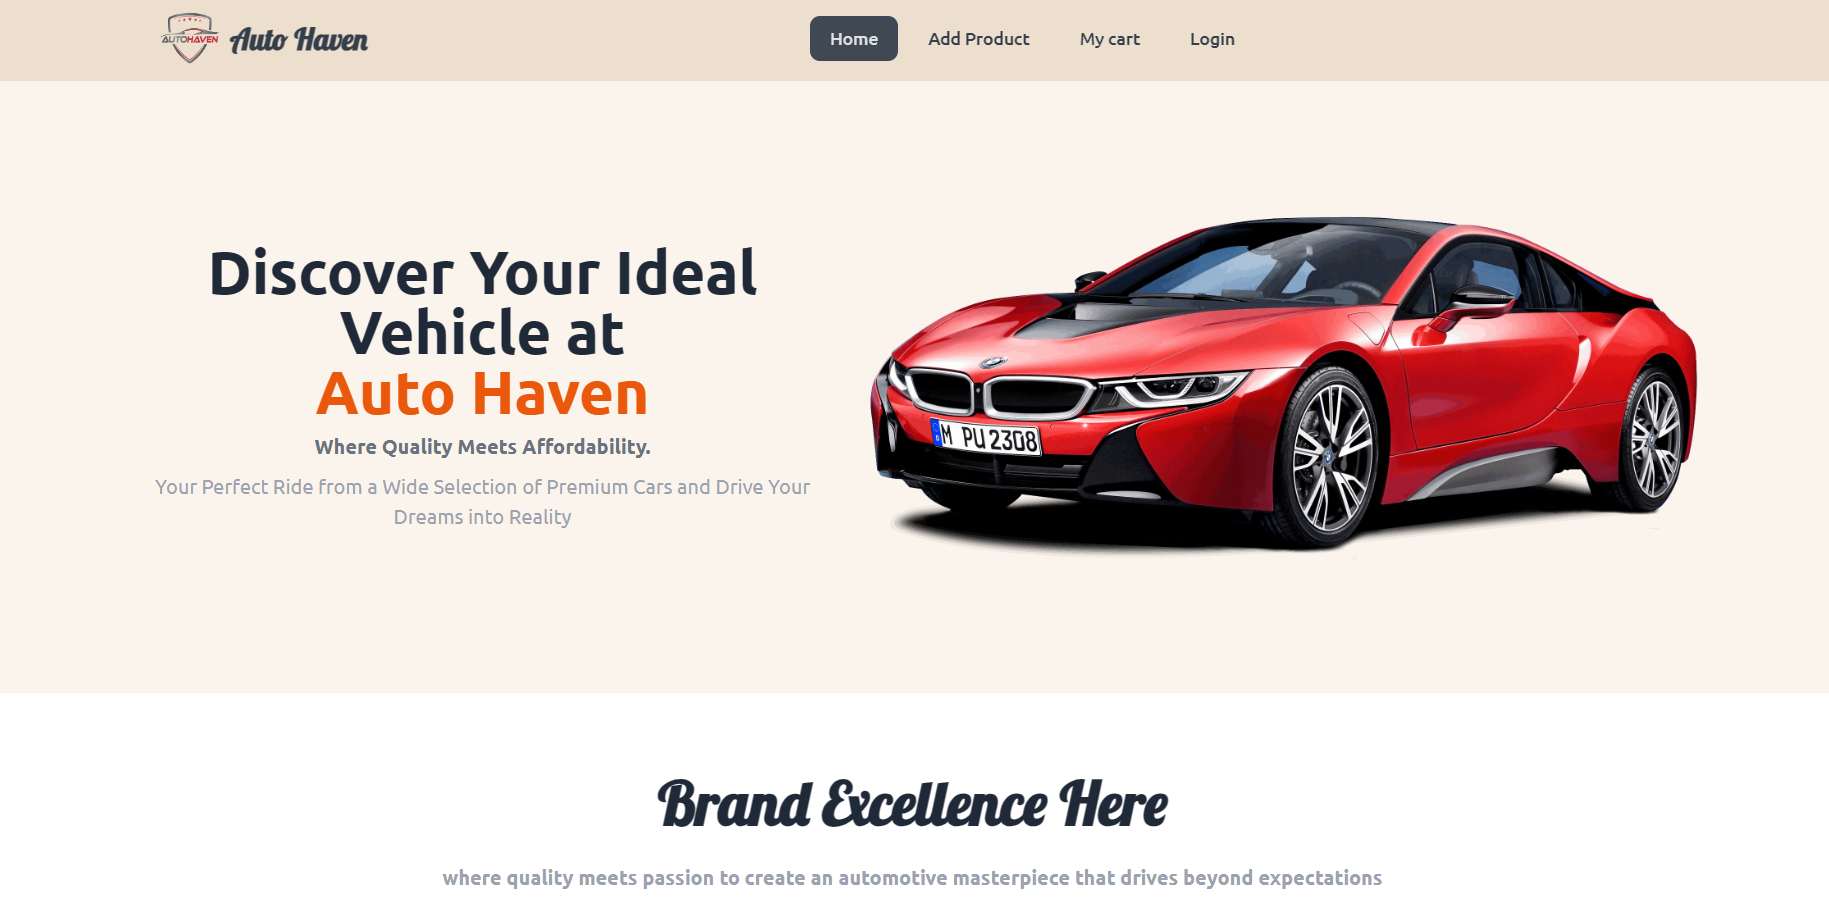 AUTOHAVEN
Auto Haven
Home
Add Product
My cart
Login
Discover Your Ideal
Vehicle at
Auto Haven
Where Quality Meets Affordability.
Your Perfect Ride from a Wide Selection of Premium Cars and Drive Your
Dreams into Reality
M PU 2308
Brand Excellence Here
where quality meets passion to create an automotive masterpiece that drives beyond expectations